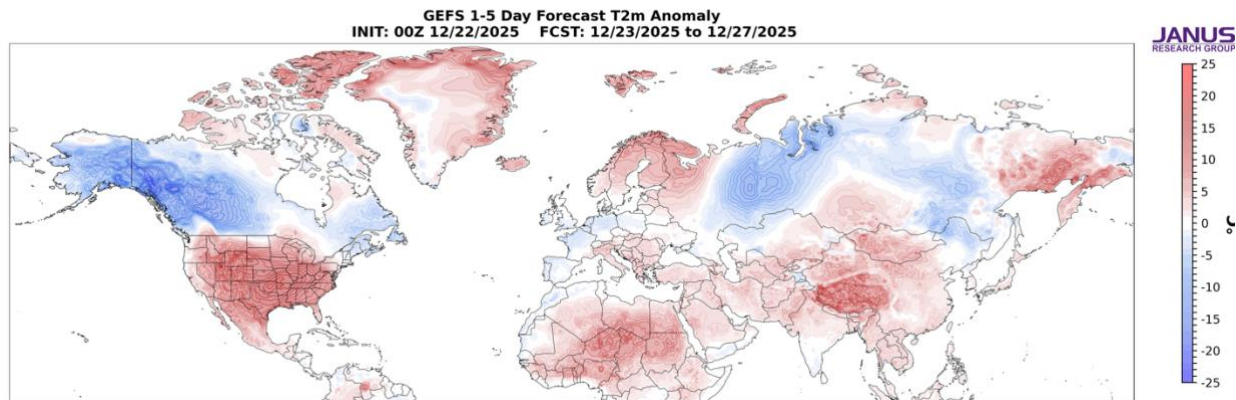 GEFS 1-5 Day Forecast T2m Anomaly
INIT: 00Z 12/22/2025 FCST: 12/23/2025 to 12/27/2025
JANUS
RESEARCH GROUP
25
20
15
10
5
0
-5
-10
-15
-20
-25
°C